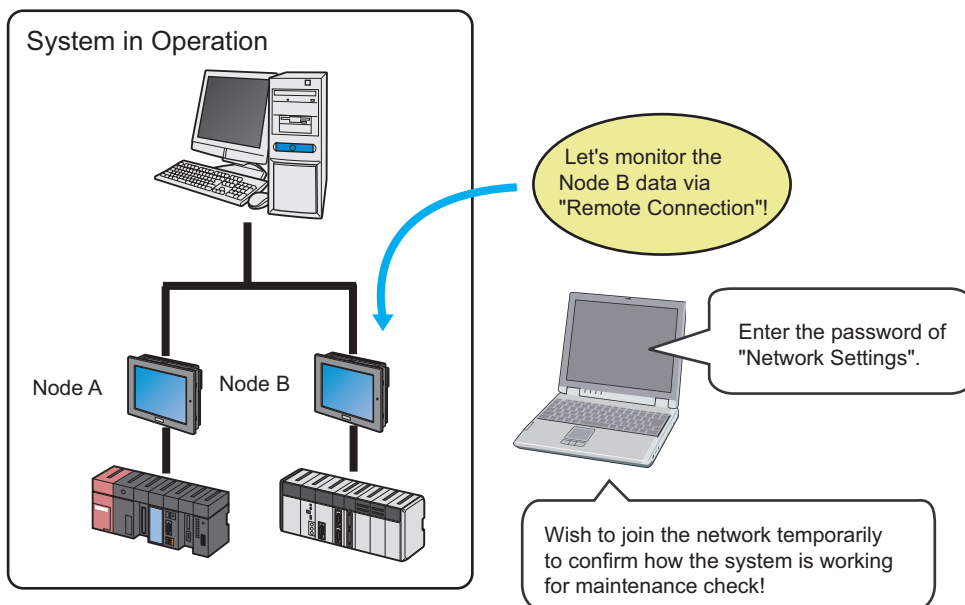 System in Operation
Let's monitor the
Node B data via
"Remote Connection"!
Enter the password of
"Network Settings".
Node A
Node B
Wish to join the network temporarily
to confirm how the system is working
for maintenance check!